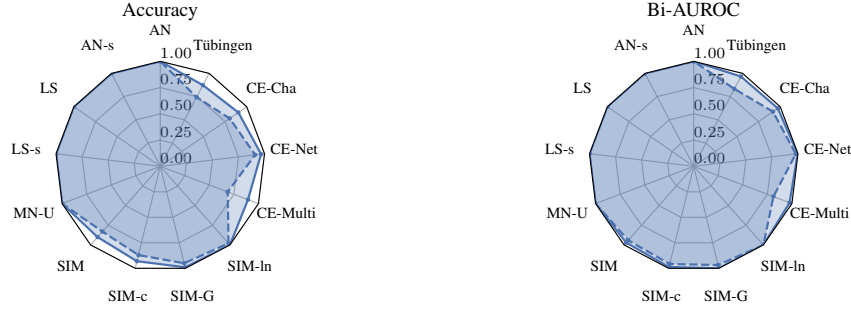 Accuracy
AN
Tübingen
CE-Cha
CE-Net
CE-Multi
SIM-ln
SIM-G
SIM-c
SIM
MN-U
LS-s
LS
AN-s
1.00
0.75
0.50
0.25
0.00
Bi-AUROC
AN
Tübingen
CE-Cha
CE-Net
CE-Multi
SIM-ln
SIM-G
SIM-c
SIM
MN-U
LS-s
LS
AN-s
1.00
0.75
0.50
0.25
0.00